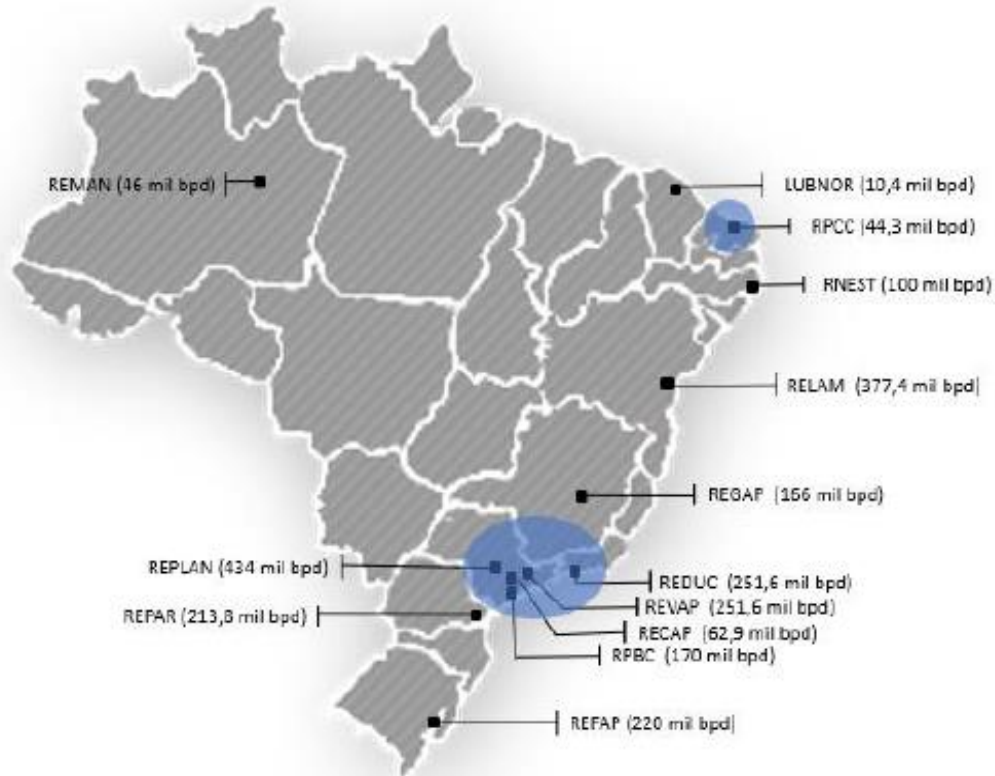 REMAN (46 mil bpd)
LUBNOR (10,4 mil bpd)
RPCC (44,3 mil bpd)
RNEST (100 mil bpd)
RELAM (377,4 mil bpd)
REGAP (166 mil bpd)
REPLAN (434 mil bpd)
REDUC (251,6 mil bpd)
REVAP (251,6 mil bpd)
REPAR (213,8 mil bpd)
RECAP (62,9 mil bpd)
RPBC (170 mil bpd)
REFAP (220 mil bpd)